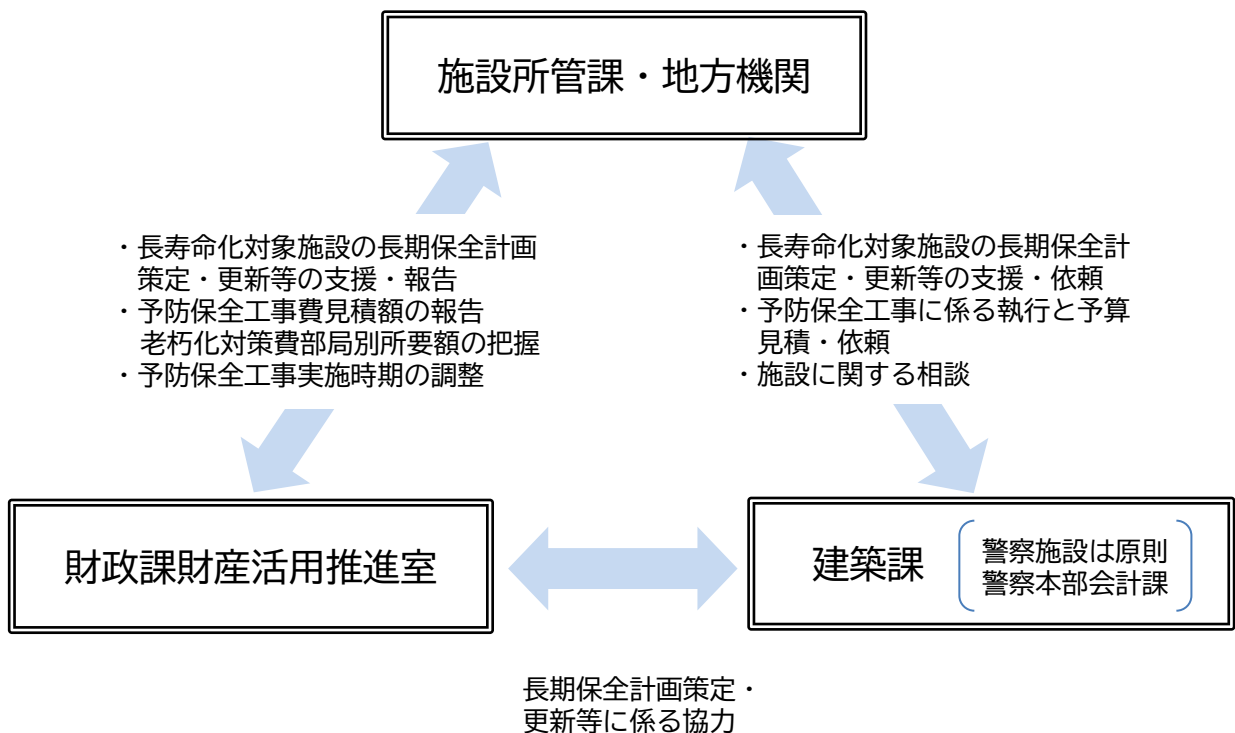 施設所管課・地方機関
・長寿命化対象施設の長期保全計画
策定・更新等の支援・報告
・予防保全工事費見積額の報告
老朽化対策費部局別所要額の把握
・予防保全工事実施時期の調整
・長寿命化対象施設の長期保全計
画策定・更新等の支援・依頼
・予防保全工事に係る執行と予算
見積・依頼
・施設に関する相談
財政課財産活用推進室
建築課
警察施設は原則
警察本部会計課
長期保全計画策定・
更新等に係る協力